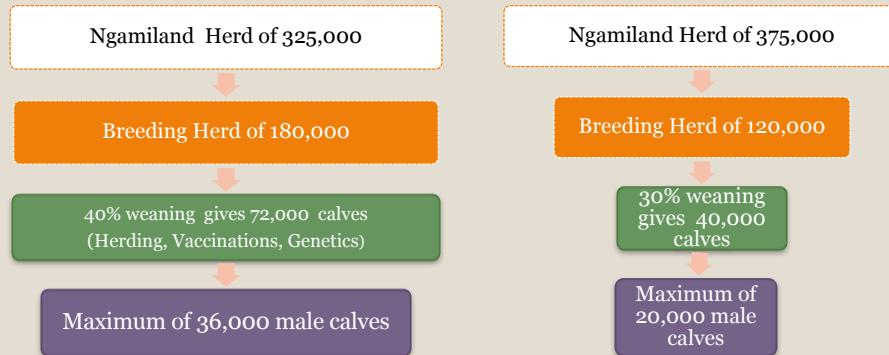 Ngamiland Herd of 325,000
Breeding Herd of 180,000
40% weaning gives 72,000 calves
(Herding, Vaccinations, Genetics)
Maximum of 36,000 male calves
Ngamiland Herd of 375,000
Breeding Herd of 120,000
30% weaning
gives 40,000
calves
Maximum of
20,000 male
calves